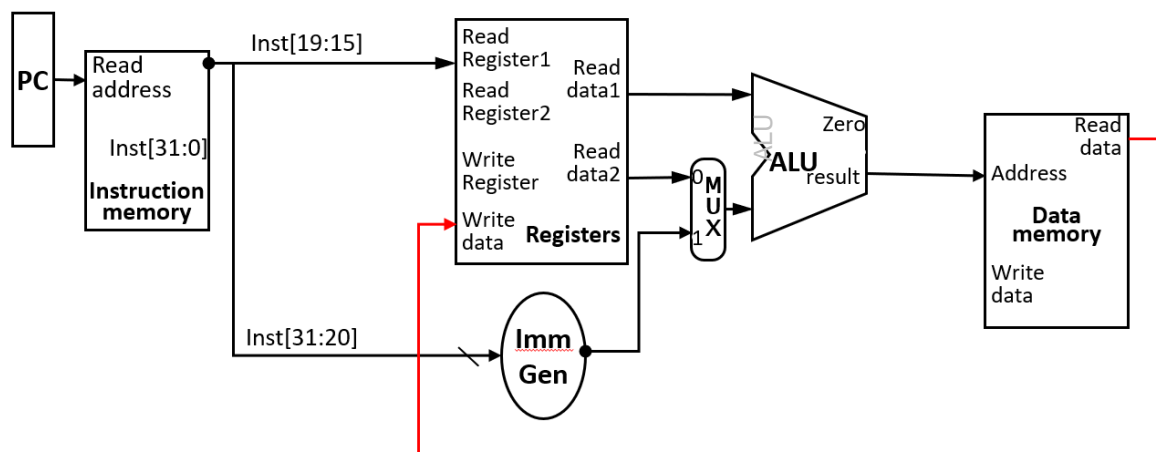 PC
Read
address
Inst[31:0]
Instruction
memory
Inst[19:15]
Inst[31:20]
Read
Register1
Read
Register2
Write
Register
Write
data
Read
data1
Read
data2
Registers
Imm
Gen
0
M
U
X
1
ALU
Zero
ALU
result
Read
data
Address
Data
memory
Write
data